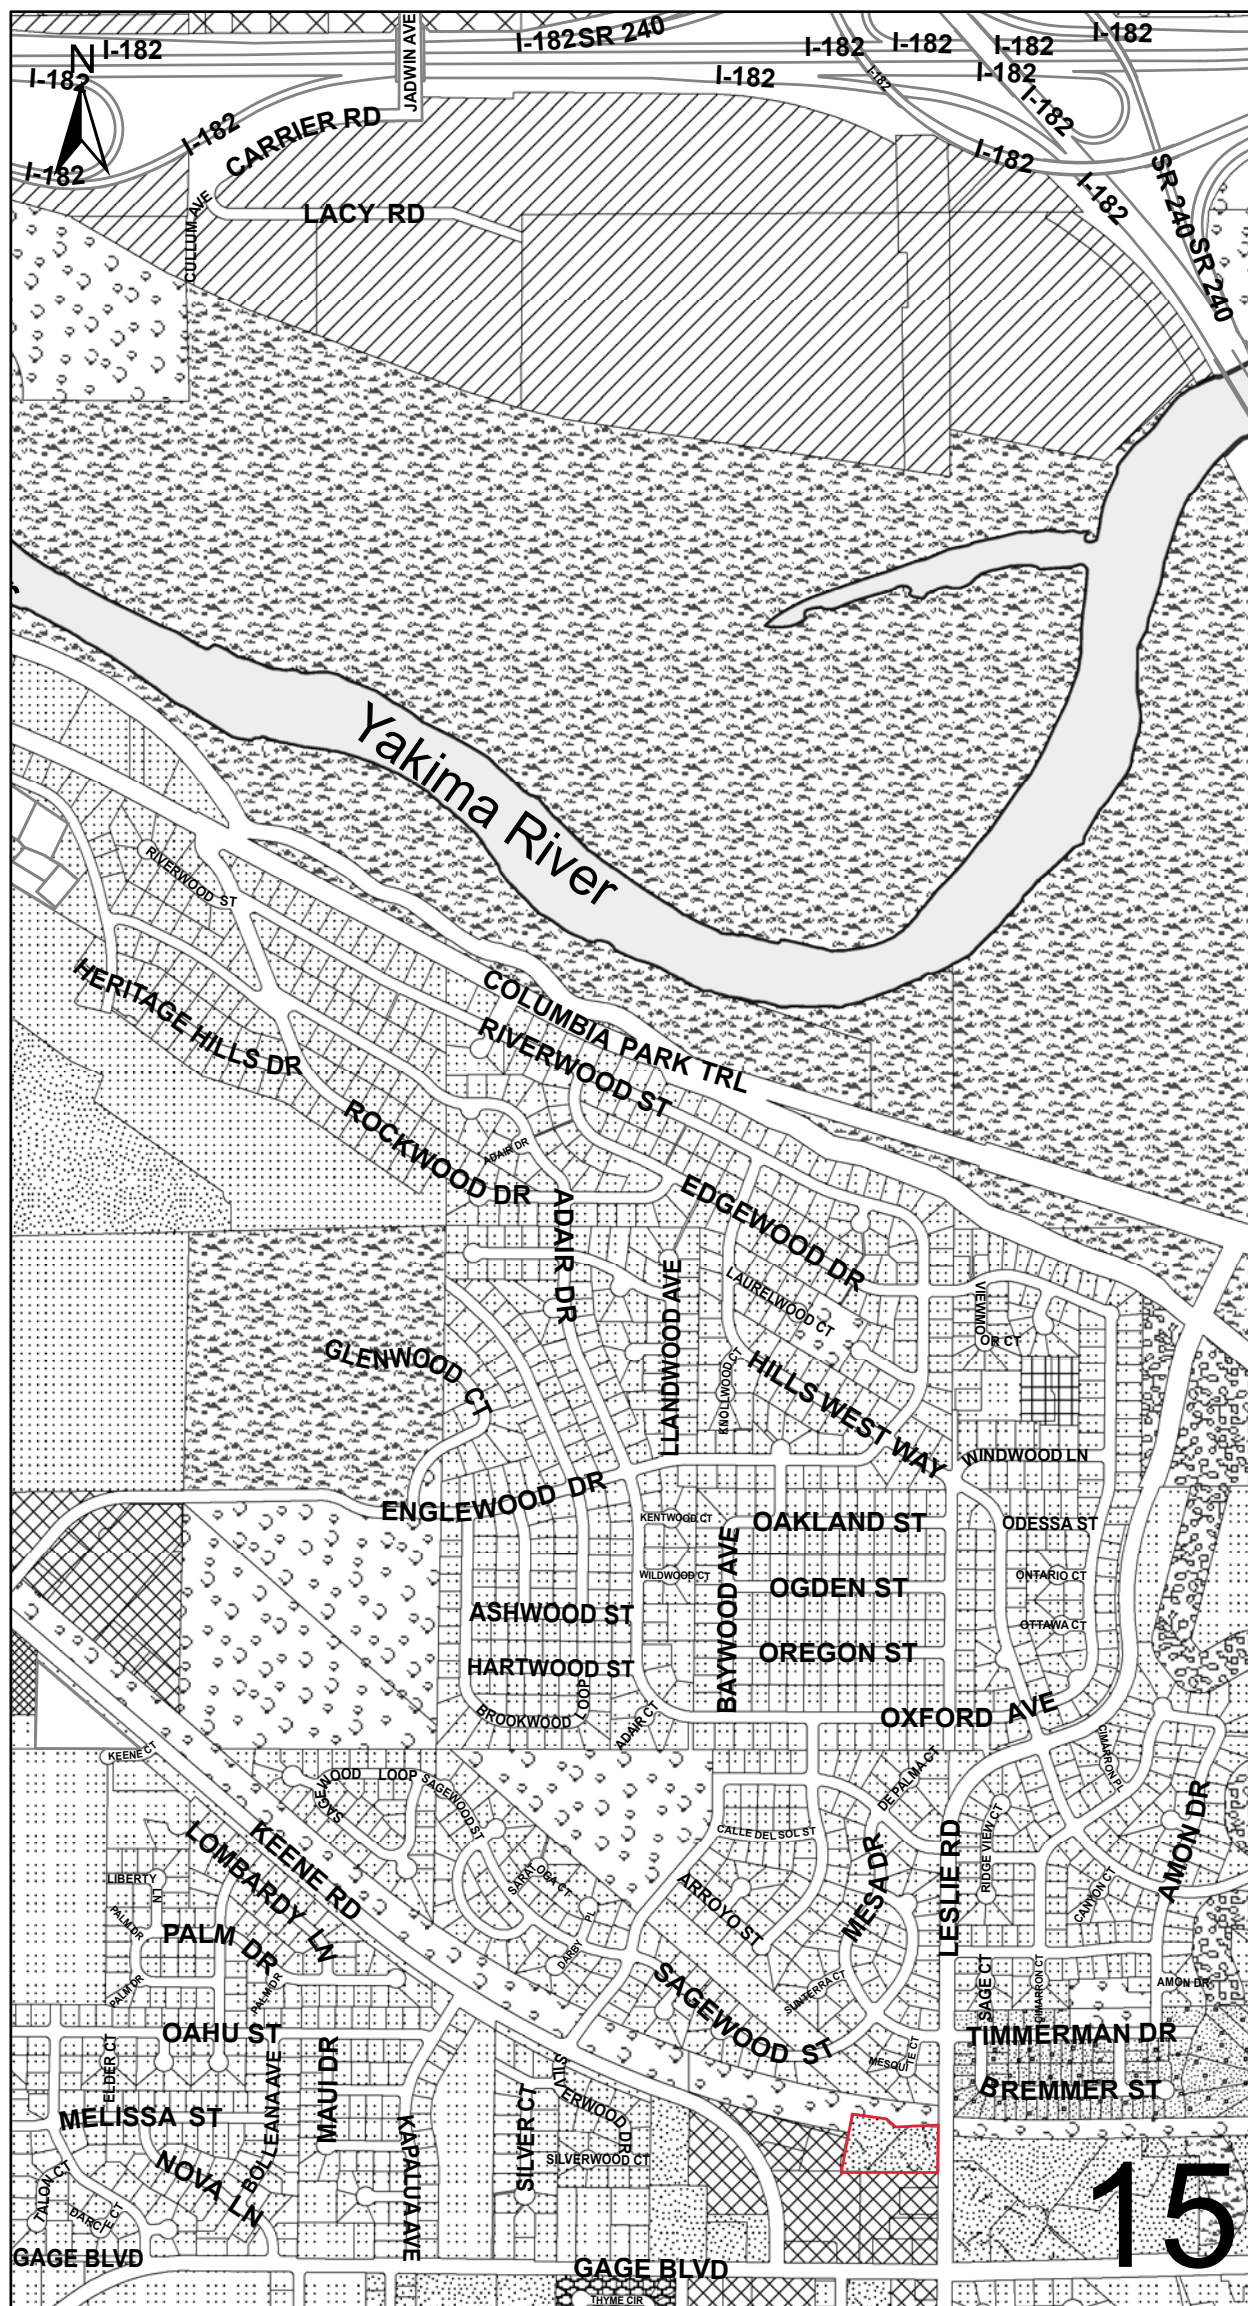 I-182SR 240
I-182
N
I-182
JADWIN AVE
I-182
I-182
I-182
I-182
I-182
I-182
I-182
I-182
I-182
I-182
CARRIER RD
I-182
I-182
I-182
SR 240
SR 240
CULLUM AVE
LACY RD
Yakima River
RIVERWOOD ST
HERITAGE HILLS DR
COLUMBIA PARK TRL
RIVERWOOD ST
ROCKWOOD DR
ADAIR DR
EDGEWOOD DR
ADAIR DR
LLANDWOOD AVE
LAURELWOOD CT
VIEWMO
OR CT
GLENWOOD CT
KNOLLWOOD CT
HILLS WEST WAY
WINDWOOD LN
ENGLEWOOD DR
KENTWOOD CT
OAKLAND ST
ODESSA ST
BAYWOOD AVE
WILDWOOD CT
OGDEN ST
ONTARIO CT
ASHWOOD ST
OTTAWA CT
OREGON ST
HARTWOOD ST
BROOKWOOD LOOP
ADAIR CT
OXFORD AVE
KEENE CT
CIMARRON PL
SAGEWOOD LOOP
SAGEWOOD ST
DE PALMA CT
AMON DR
KEENE RD
LOMBARDY LN
CALLE DEL SOL ST
MESA DR
LESLIE RD
RIDGE VIEW CT
LIBERTY
LN
SARATOGA CT
ARROYO ST
CANYON CT
PALM DR
PALM DR
DARBY PL
PALM DR
PALM DR
SAGEWOOD ST
SUNTERRA CT
SAGE CT
CIMARRON CT
AMON DR
OAHU ST
TIMMERMAN DR
ELDER CT
BOLLEANA AVE
MAUI DR
MESQUITE CT
SILVERWOOD DR
BREMMER ST
MELISSA ST
KAPALUA AVE
SILVER CT
NOVA LN
SILVERWOOD CT
TALON CT
DARCIE CT
15
GAGE BLVD
GAGE BLVD
THYME CIR